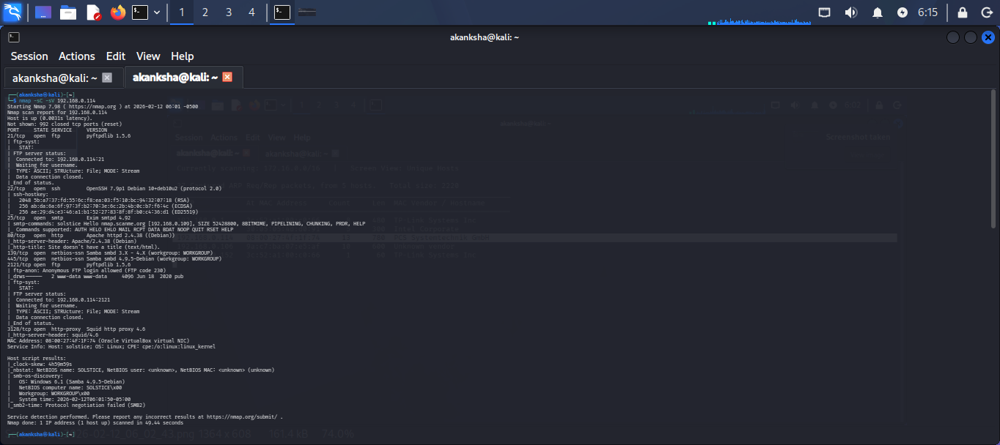 1 2 3 4
6:15
akanksha@kali: ~
Session Actions Edit View Help
akanksha@kali: ~ akanksha@kali: ~
┌──(akanksha㉿kali)-[~]
└─$ nmap -sC -sV 192.168.0.114
Starting Nmap 7.98 ( https://nmap.org ) at 2026-02-12 06:01 -0500
Nmap scan report for 192.168.0.114
Host is up (0.0031s latency).
Not shown: 992 closed tcp ports (reset)
PORT STATE SERVICE VERSION
21/tcp open ftp pyftpdlib 1.5.6
| ftp-syst:
| STAT:
| FTP server status:
| Connected to: 192.168.0.114:21
| Waiting for username.
| TYPE: ASCII; STRUcture: File; MODE: Stream
| Data connection closed.
|_End of status.
22/tcp open ssh OpenSSH 7.9p1 Debian 10+deb10u2 (protocol 2.0)
| ssh-hostkey:
| 2048 5b:a7:37:fd:55:6c:f8:ea:03:f5:10:bc:94:32:07:18 (RSA)
| 256 ab:da:6a:6f:97:3f:b2:70:3e:6c:2b:4b:0c:b7:f6:4c (ECDSA)
|_ 256 ae:29:d4:e3:46:a1:b1:52:27:83:8f:8f:b0:c4:36:d1 (ED25519)
25/tcp open smtp Exim smtpd 4.92
| smtp-commands: solstice Hello nmap.scanme.org [192.168.0.109], SIZE 52428800, 8BITMIME, PIPELINING, CHUNKING, PRDR, HELP
|_ Commands supported: AUTH HELO EHLO MAIL RCPT DATA BDAT NOOP QUIT RSET HELP
80/tcp open http Apache httpd 2.4.38 ((Debian))
|_http-server-header: Apache/2.4.38 (Debian)
|_http-title: Site doesn't have a title (text/html).
139/tcp open netbios-ssn Samba smbd 3.X - 4.X (workgroup: WORKGROUP)
445/tcp open netbios-ssn Samba smbd 4.9.5-Debian (workgroup: WORKGROUP)
2121/tcp open ftp pyftpdlib 1.5.6
| ftp-anon: Anonymous FTP login allowed (FTP code 230)
|_drws------ 2 www-data www-data 4096 Jun 18 2020 pub
| ftp-syst:
| STAT:
| FTP server status:
| Connected to: 192.168.0.114:2121
| Waiting for username.
| TYPE: ASCII; STRUcture: File; MODE: Stream
| Data connection closed.
|_End of status.
3128/tcp open http-proxy Squid http proxy 4.6
|_http-server-header: squid/4.6
MAC Address: 08:00:27:4F:1F:74 (Oracle VirtualBox virtual NIC)
Service Info: Host: solstice; OS: Linux; CPE: cpe:/o:linux:linux_kernel
Host script results:
|_clock-skew: 4h59m59s
|_nbstat: NetBIOS name: SOLSTICE, NetBIOS user: <unknown>, NetBIOS MAC: <unknown> (unknown)
| smb-os-discovery:
| OS: Windows 6.1 (Samba 4.9.5-Debian)
| NetBIOS computer name: SOLSTICE\x00
| Workgroup: WORKGROUP\x00
|_ System time: 2026-02-12T06:01:50-05:00
|_smb2-time: Protocol negotiation failed (SMB2)
Service detection performed. Please report any incorrect results at https://nmap.org/submit/ .
Nmap done: 1 IP address (1 host up) scanned in 49.44 seconds
┌──(akanksha㉿kali)-[~]
26-02-12_06_02_43.png 1364 x 608 161.4 kB 74.0%